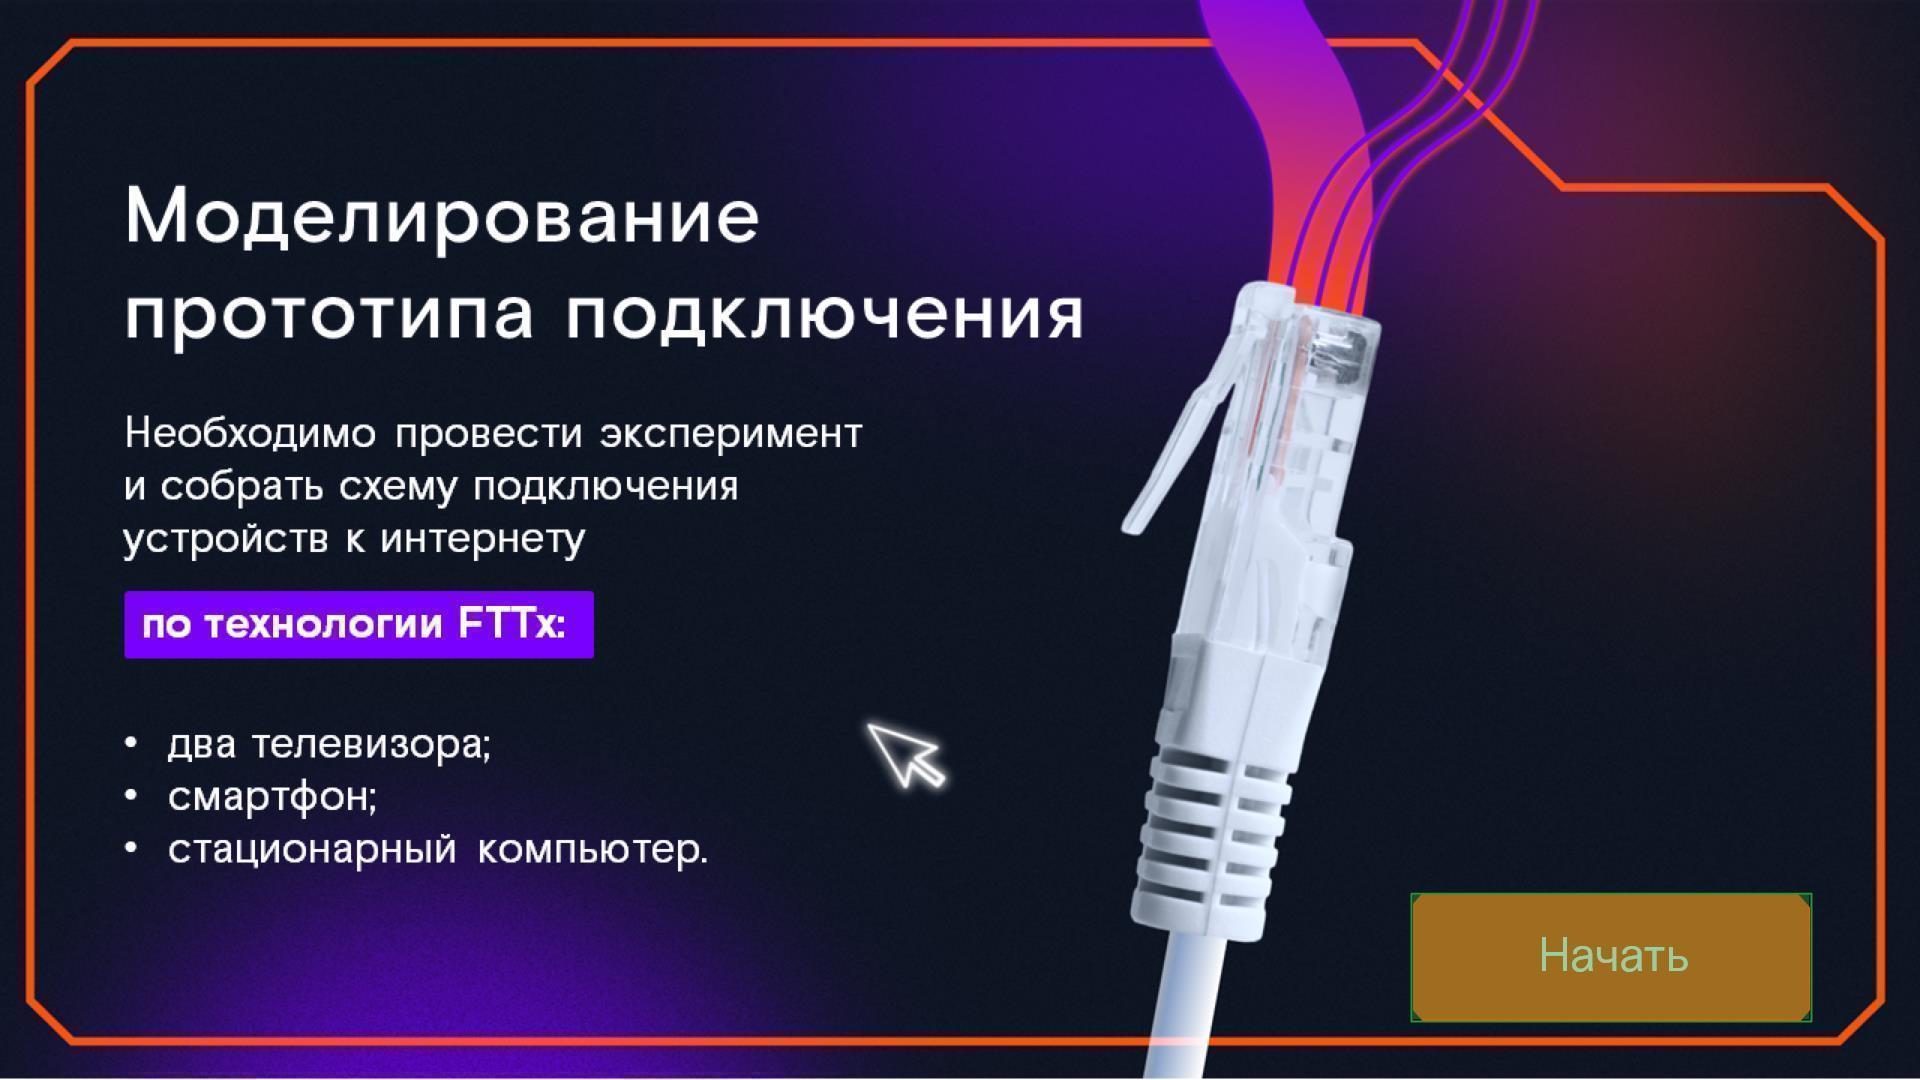 Моделирование
прототипа подключения
Необходимо провести эксперимент
и собрать схему подключения
устройств к интернету
по технологии FTTx:
• два телевизора;
• смартфон;
• стационарный компьютер.
Начать